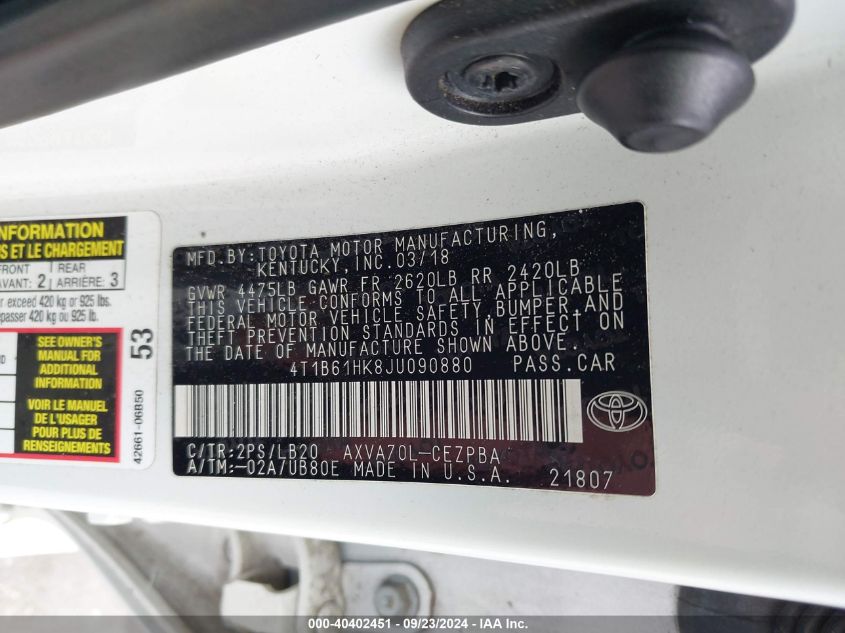 INFORMATION
S ET LE CHARGEMENT
FRONT
AVANT: 2
REAR
ARRIÈRE: 3
exceed 420 kg or 925 lbs.
dépasser 420 kg ou 925 lb.
SEE OWNER'S
MANUAL FOR
ADDITIONAL
INFORMATION
VOIR LE MANUEL
DE L'USAGER
POUR PLUS DE
RENSEIGNEMENTS
53
42661-06B50
MFD. BY: TOYOTA MOTOR MANUFACTURING,
KENTUCKY, INC. 03/18
GVWR 4475LB GAWR FR 2620LB RR 2420LB
THIS VEHICLE CONFORMS TO ALL APPLICABLE
FEDERAL MOTOR VEHICLE SAFETY, BUMPER, AND
THEFT PREVENTION STANDARDS IN EFFECT ON
THE DATE OF MANUFACTURE SHOWN ABOVE.
4T1B61HK8JU090880 PASS.CAR
C/TR: 2PS/LB20 AXVA70L-CEZPBA
A/TM: -02A/UB80E MADE IN U.S.A. 21807
000-40402451 - 09/23/2024 - IAA Inc.